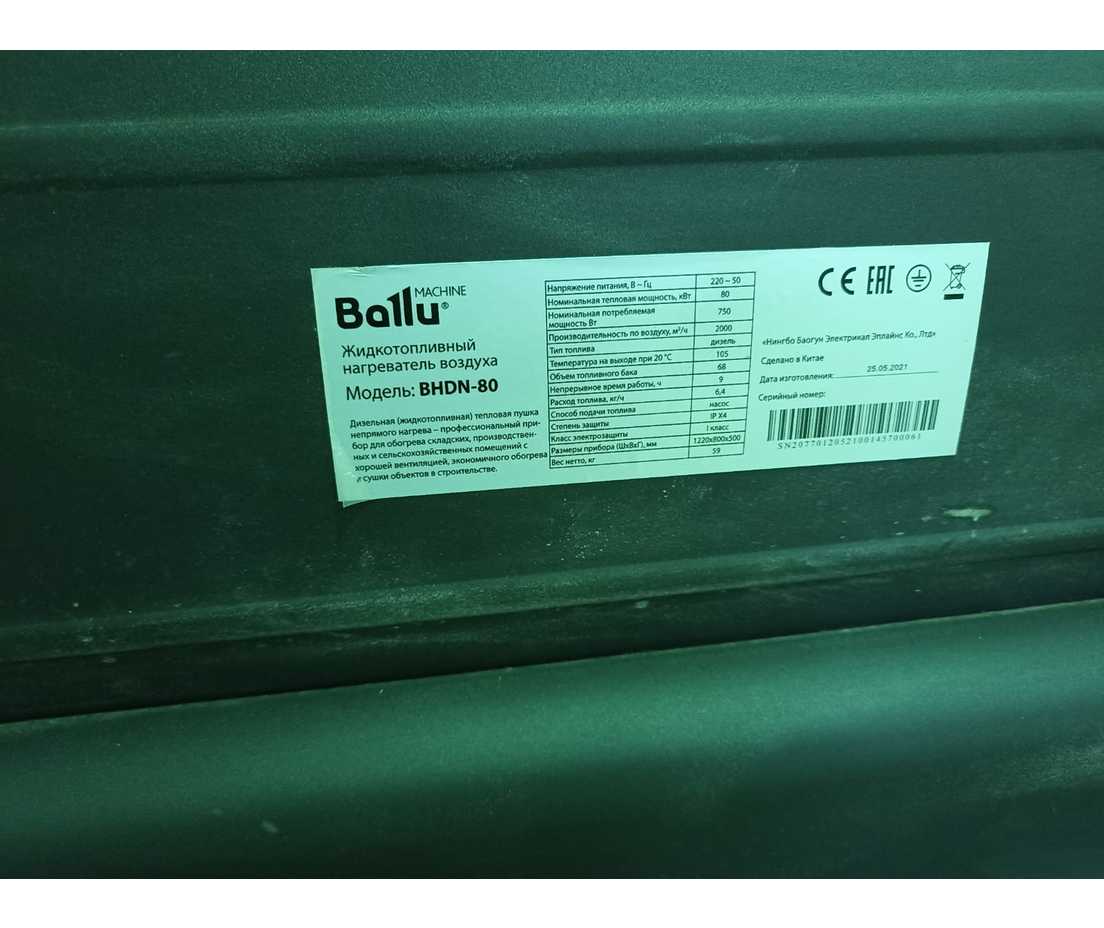 Ballu® MACHINE
Жидкотопливный
нагреватель воздуха
Модель: BHDN-80
Дизельная (жидкотопливная) тепловая пушка
непрямого нагрева – профессиональный при-
бор для обогрева складских, производствен-
ных и сельскохозяйственных помещений с
хорошей вентиляцией, экономичного обогрева
и сушки объектов в строительстве.
Напряжение питания, В ~ Гц 220 ~ 50
Номинальная тепловая мощность, кВт 80
Номинальная потребляемая
мощность Вт 750
Производительность по воздуху, м³/ч 2000
Тип топлива дизель
Температура на выходе при 20 °С 105
Объем топливного бака 68
Непрерывное время работы, ч 9
Расход топлива, кг/ч 6,4
Способ подачи топлива насос
Степень защиты IP X4
Класс электрозащиты I класс
Размеры прибора (ШхВхГ), мм 1220x800x500
Вес нетто, кг 59
CE EAC
«Нингбо Баогун Электрикал Эплайнс Ко., Лтд»
Сделано в Китае
Дата изготовления: 25.05.2021
Серийный номер:
SN2077012052100145700061